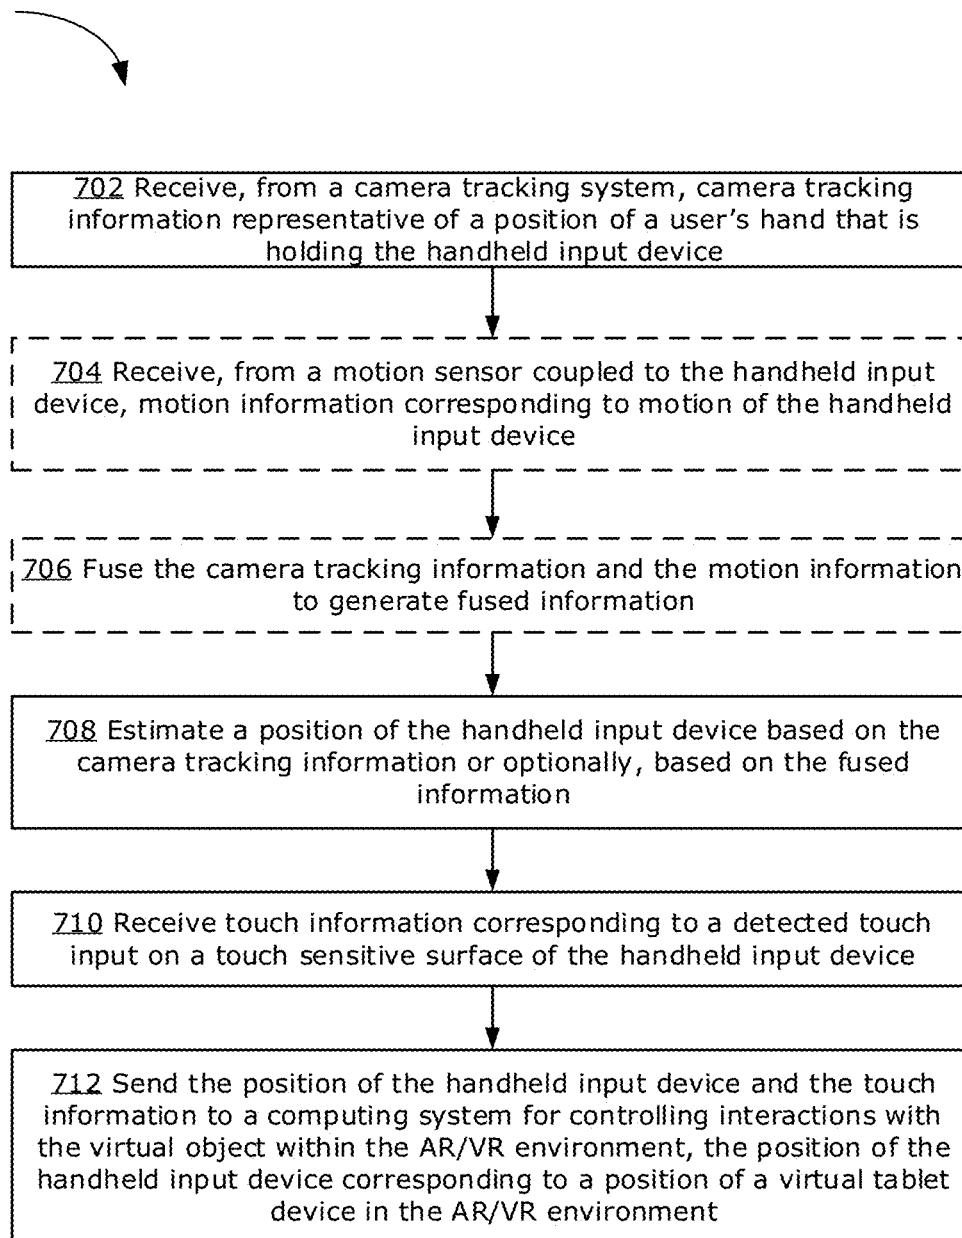 702 Receive, from a camera tracking system, camera tracking
information representative of a position of a user's hand that is
holding the handheld input device
704 Receive, from a motion sensor coupled to the handheld input
device, motion information corresponding to motion of the handheld
input device
706 Fuse the camera tracking information and the motion information
to generate fused information
708 Estimate a position of the handheld input device based on the
camera tracking information or optionally, based on the fused
information
710 Receive touch information corresponding to a detected touch
input on a touch sensitive surface of the handheld input device
712 Send the position of the handheld input device and the touch
information to a computing system for controlling interactions with
the virtual object within the AR/VR environment, the position of the
handheld input device corresponding to a position of a virtual tablet
device in the AR/VR environment